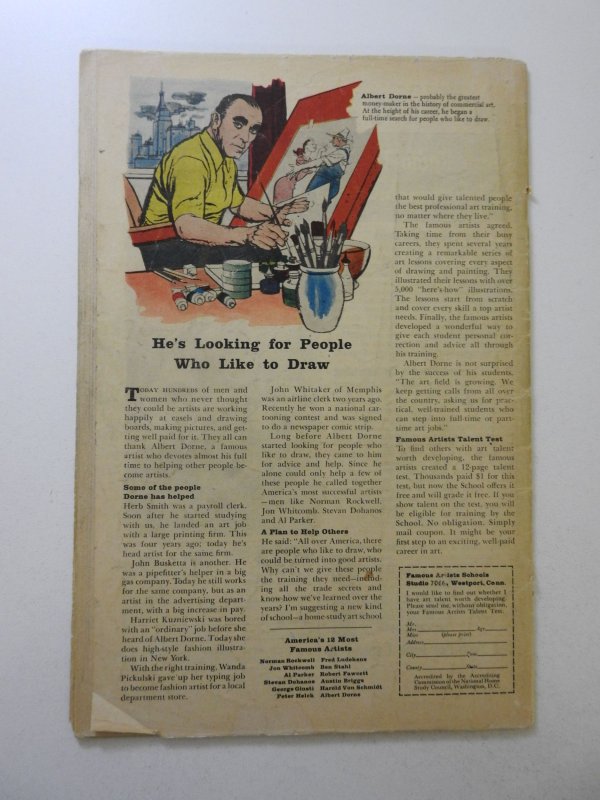 Albert Dorne — probably the greatest
money-maker in the history of commercial art.
At the height of his career, he began a
full-time search for people who like to draw.
He's Looking for People
Who Like to Draw
TODAY HUNDREDS of men and
women who never thought
they could be artists are working
happily at easels and drawing
boards, making pictures, and get-
ting well paid for it. They all can
thank Albert Dorne, a famous
artist who devotes almost his full
time to helping other people be-
come artists.
Some of the people
Dorne has helped
Herb Smith was a payroll clerk.
Soon after he started studying
with us, he landed an art job
with a large printing firm. This
was four years ago; today he's
head artist for the same firm.
John Busketta is another. He
was a pipefitter's helper in a big
gas company. Today he still works
for the same company, but as an
artist in the advertising depart-
ment, with a big increase in pay.
Harriet Kuzniewski was bored
with an "ordinary" job before she
heard of Albert Dorne. Today she
does high-style fashion illustra-
tion in New York.
With the right training, Wanda
Pickulski gave up her typing job
to become fashion artist for a local
department store.
John Whitaker of Memphis
was an airline clerk two years ago.
Recently he won a national car-
tooning contest and was signed
to do a newspaper comic strip.
Long before Albert Dorne
started looking for people who
like to draw, they came to him
for advice and help. Since he
alone could only help a few of
these people he called together
America's most successful artists
—men like Norman Rockwell,
Jon Whitcomb, Stevan Dohanos
and Al Parker.
A Plan to Help Others
He said: "All over America, there
are people who like to draw, who
could be turned into good artists.
Why can't we give these people
the training they need—includ-
ing all the trade secrets and
know-how we've learned over the
years? I'm suggesting a new kind
of school—a home-study art school
America's 12 Most
Famous Artists
Norman Rockwell Fred Ludekens
Jon Whitcomb Ben Stahl
Al Parker Robert Fawcett
Stevan Dohanos Austin Briggs
George Giusti Harold Von Schmidt
Peter Helck Albert Dorne
that would give talented people
the best professional art training,
no matter where they live."
The famous artists agreed.
Taking time from their busy
careers, they spent several years
creating a remarkable series of
art lessons covering every aspect
of drawing and painting. They
illustrated their lessons with over
5,000 "here's-how" illustrations.
The lessons start from scratch
and cover every skill a top artist
needs. Finally, the famous artists
developed a wonderful way to
give each student personal cor-
rection and advice all through
his training.
Albert Dorne is not surprised
by the success of his students.
"The art field is growing. We
keep getting calls from all over
the country, asking us for prac-
tical, well-trained students who
can step into full-time or part-
time art jobs."
Famous Artists Talent Test
To find others with art talent
worth developing, the famous
artists created a 12-page talent
test. Thousands paid $1 for this
test, but now the School offers it
free and will grade it free. If you
show talent on the test, you will
be eligible for training by the
School. No obligation. Simply
mail coupon. It might be your
first step to an exciting, well-paid
career in art.
Famous Artists Schools
Studio 7066, Westport, Conn.
I would like to find out whether I
have art talent worth developing.
Please send me, without obligation,
your Famous Artists Talent Test.
Mr.
Mrs. Age
Miss (please print)
Address
City Zone
County State
Accredited by the Accrediting
Commission of the National Home
Study Council, Washington, D.C.